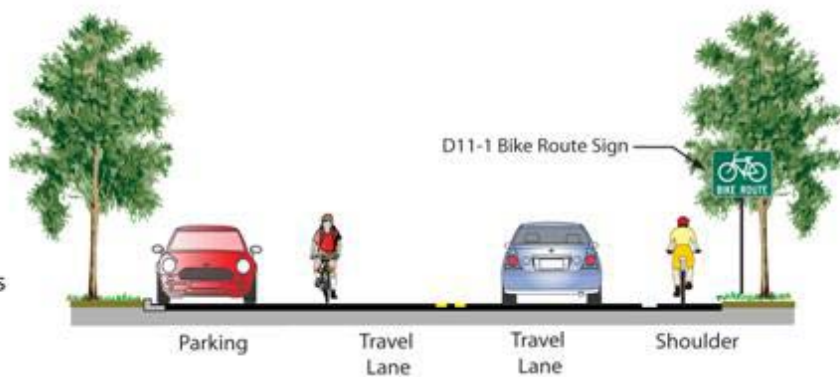 D11-1 Bike Route Sign
BIKE ROUTE
s
Parking
Travel
Lane
Travel
Lane
Shoulder